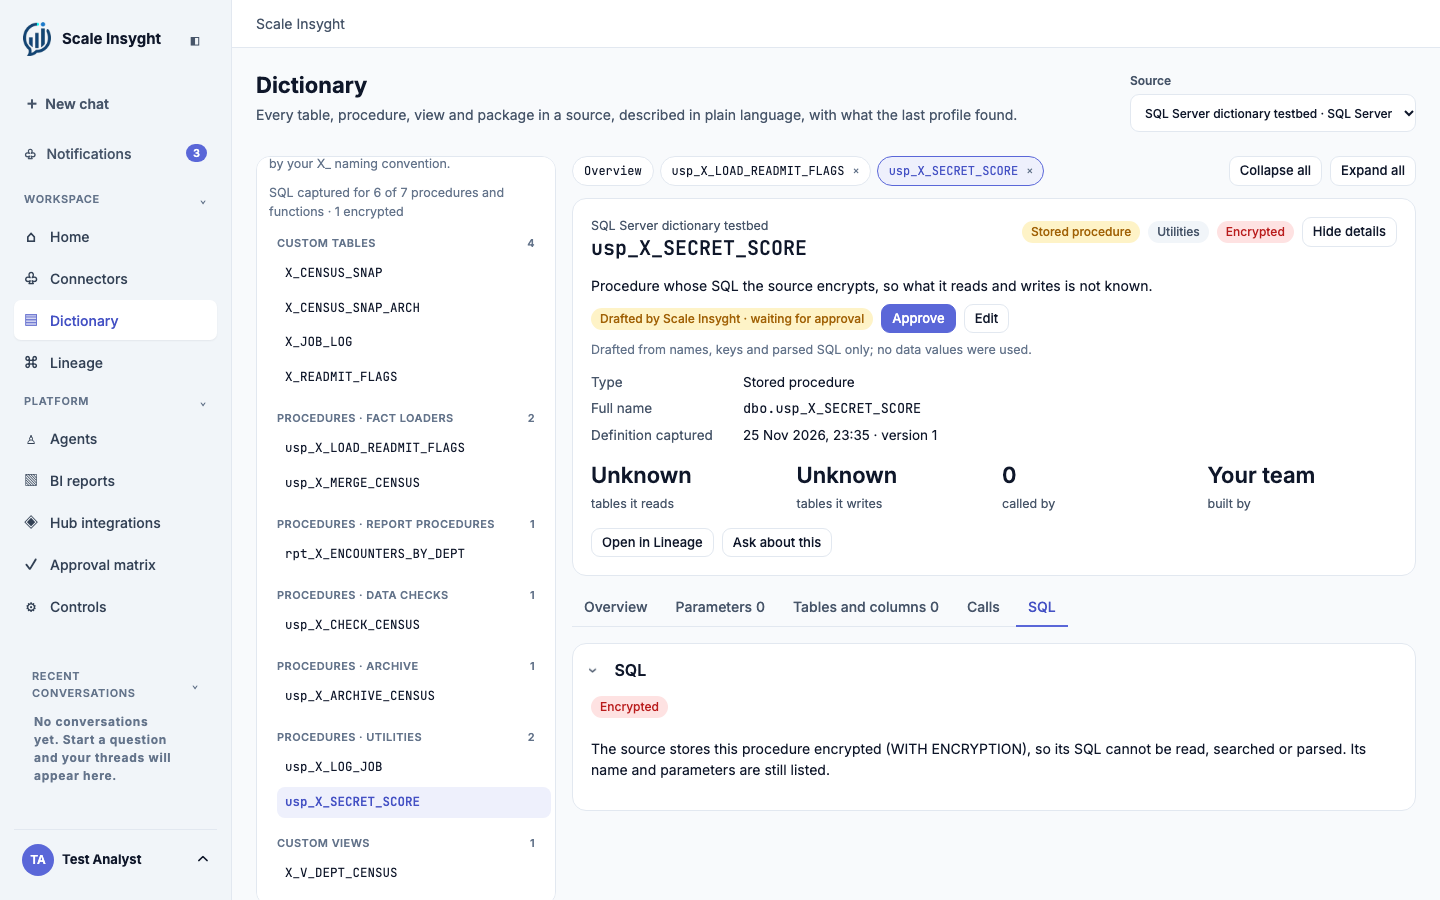 Scale Insyght
New chat
Notifications 3
WORKSPACE
Home
Connectors
Dictionary
Lineage
PLATFORM
Agents
BI reports
Hub integrations
Approval matrix
Controls
RECENT
CONVERSATIONS
No conversations
yet. Start a question
and your threads will
appear here.
TA Test Analyst
Scale Insyght
Dictionary
Every table, procedure, view and package in a source, described in plain language, with what the last profile found.
Source
SQL Server dictionary testbed · SQL Server
by your X_ naming convention.
SQL captured for 6 of 7 procedures and
functions · 1 encrypted
CUSTOM TABLES 4
X_CENSUS_SNAP
X_CENSUS_SNAP_ARCH
X_JOB_LOG
X_READMIT_FLAGS
PROCEDURES · FACT LOADERS 2
usp_X_LOAD_READMIT_FLAGS
usp_X_MERGE_CENSUS
PROCEDURES · REPORT PROCEDURES 1
rpt_X_ENCOUNTERS_BY_DEPT
PROCEDURES · DATA CHECKS 1
usp_X_CHECK_CENSUS
PROCEDURES · ARCHIVE 1
usp_X_ARCHIVE_CENSUS
PROCEDURES · UTILITIES 2
usp_X_LOG_JOB
usp_X_SECRET_SCORE
CUSTOM VIEWS 1
X_V_DEPT_CENSUS
Overview usp_X_LOAD_READMIT_FLAGS × usp_X_SECRET_SCORE × Collapse all Expand all
SQL Server dictionary testbed
usp_X_SECRET_SCORE
Stored procedure Utilities Encrypted Hide details
Procedure whose SQL the source encrypts, so what it reads and writes is not known.
Drafted by Scale Insyght · waiting for approval Approve Edit
Drafted from names, keys and parsed SQL only; no data values were used.
Type Stored procedure
Full name dbo.usp_X_SECRET_SCORE
Definition captured 25 Nov 2026, 23:35 · version 1
Unknown Unknown 0 Your team
tables it reads tables it writes called by built by
Open in Lineage Ask about this
Overview Parameters 0 Tables and columns 0 Calls SQL
SQL
Encrypted
The source stores this procedure encrypted (WITH ENCRYPTION), so its SQL cannot be read, searched or parsed. Its
name and parameters are still listed.